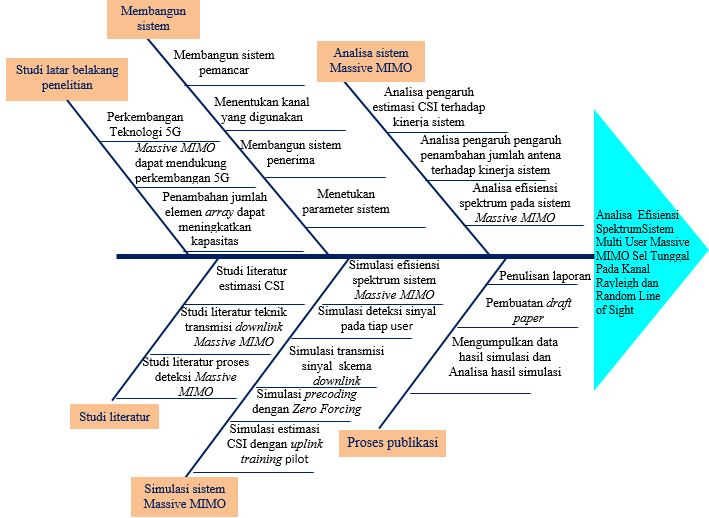 Membangun
sistem
Studi latar belakang
penelitian
Analisa sistem
Massive MIMO
Perkembangan
Teknologi 5G
Massive MIMO
dapat mendukung
perkembangan 5G
Penambahan jumlah
elemen array dapat
meningkatkan
kapasitas
Membangun sistem
pemancar
Menentukan kanal
yang digunakan
Membangun sistem
penerima
Menetukan
parameter sistem
Analisa pengaruh
estimasi CSI terhadap
kinerja sistem
Analisa pengaruh pengaruh
penambahan jumlah antena
terhadap kinerja sistem
Analisa efisiensi
spektrum pada sistem
Massive MIMO
Analisa Efisiensi
SpektrumSistem
Multi User Massive
MIMO Sel Tunggal
Pada Kanal
Rayleigh dan
Random Line
of Sight
Studi literatur
estimasi CSI
Studi literatur teknik
transmisi downlink
Massive MIMO
Studi literatur proses
deteksi Massive
MIMO
Studi literatur
Simulasi efisiensi
spektrum sistem
Massive MIMO
Simulasi deteksi sinyal
pada tiap user
Simulasi transmisi
sinyal skema
downlink
Simulasi precoding
dengan Zero Forcing
Simulasi estimasi
CSI dengan uplink
training pilot
Simulasi sistem
Massive MIMO
Penulisan laporan
Pembuatan draft
paper
Mengumpulkan data
hasil simulasi dan
Analisa hasil simulasi
Proses publikasi